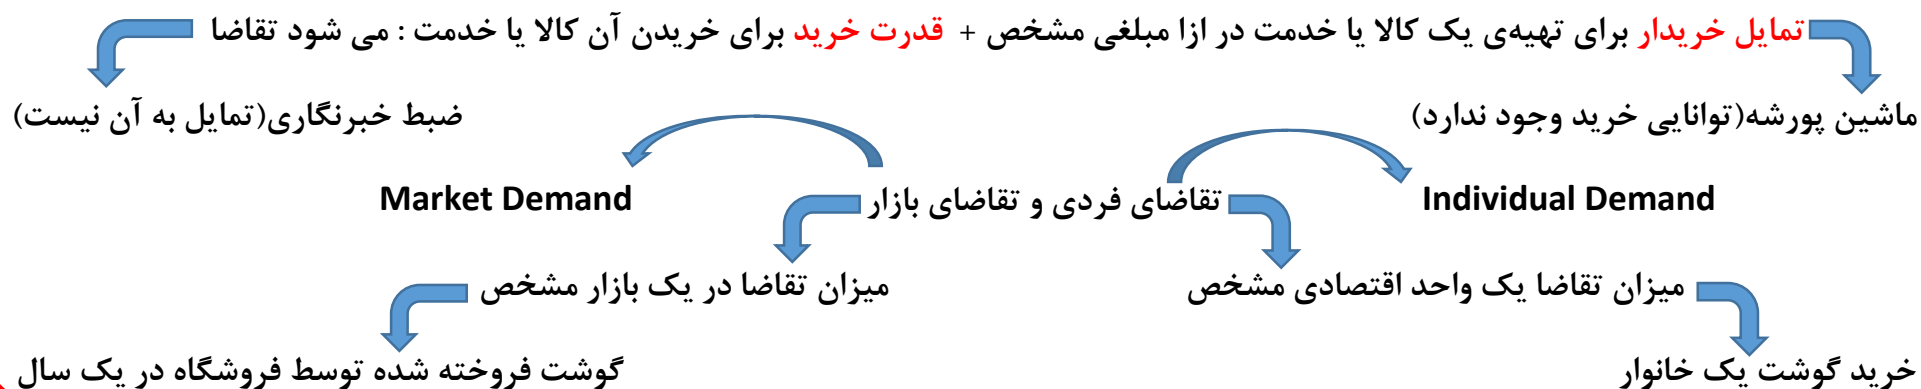 تمایل خریدار برای تهیه‌ی یک کالا یا خدمت در ازا مبلغی مشخص + قدرت خرید برای خریدن آن کالا یا خدمت : می شود تقاضا
ماشین پورشه(توانایی خرید وجود ندارد)
ضبط خبرنگاری(تمایل به آن نیست)
Individual Demand
تقاضای فردی و تقاضای بازار
Market Demand
میزان تقاضا یک واحد اقتصادی مشخص
میزان تقاضا در یک بازار مشخص
خرید گوشت یک خانوار
گوشت فروخته شده توسط فروشگاه در یک سال